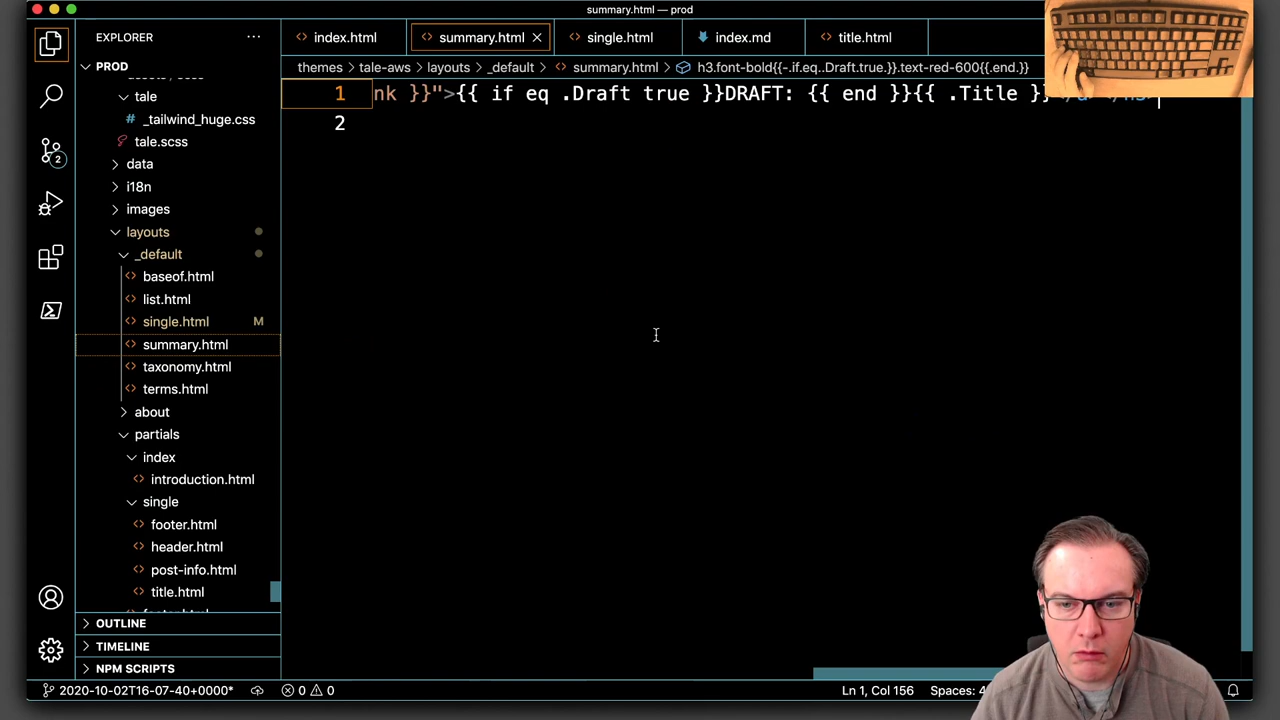 summary.html — prod
EXPLORER
index.html
summary.html
single.html
index.md
title.html
PROD
themes > tale-aws > layouts > _default > summary.html > h3.font-bold{{-.if.eq..Draft.true.}}.text-red-600{{.end.}}
1 nk }}">{{ if eq .Draft true }}DRAFT: {{ end }}{{ .Title }}
2
tale
# _tailwind_huge.css
tale.scss
data
i18n
images
layouts
_default
baseof.html
list.html
single.html M
summary.html
taxonomy.html
terms.html
about
partials
index
introduction.html
single
footer.html
header.html
post-info.html
title.html
OUTLINE
TIMELINE
NPM SCRIPTS
2
2020-10-02T16-07-40+0000*
0 0
Ln 1, Col 156
Spaces: 4